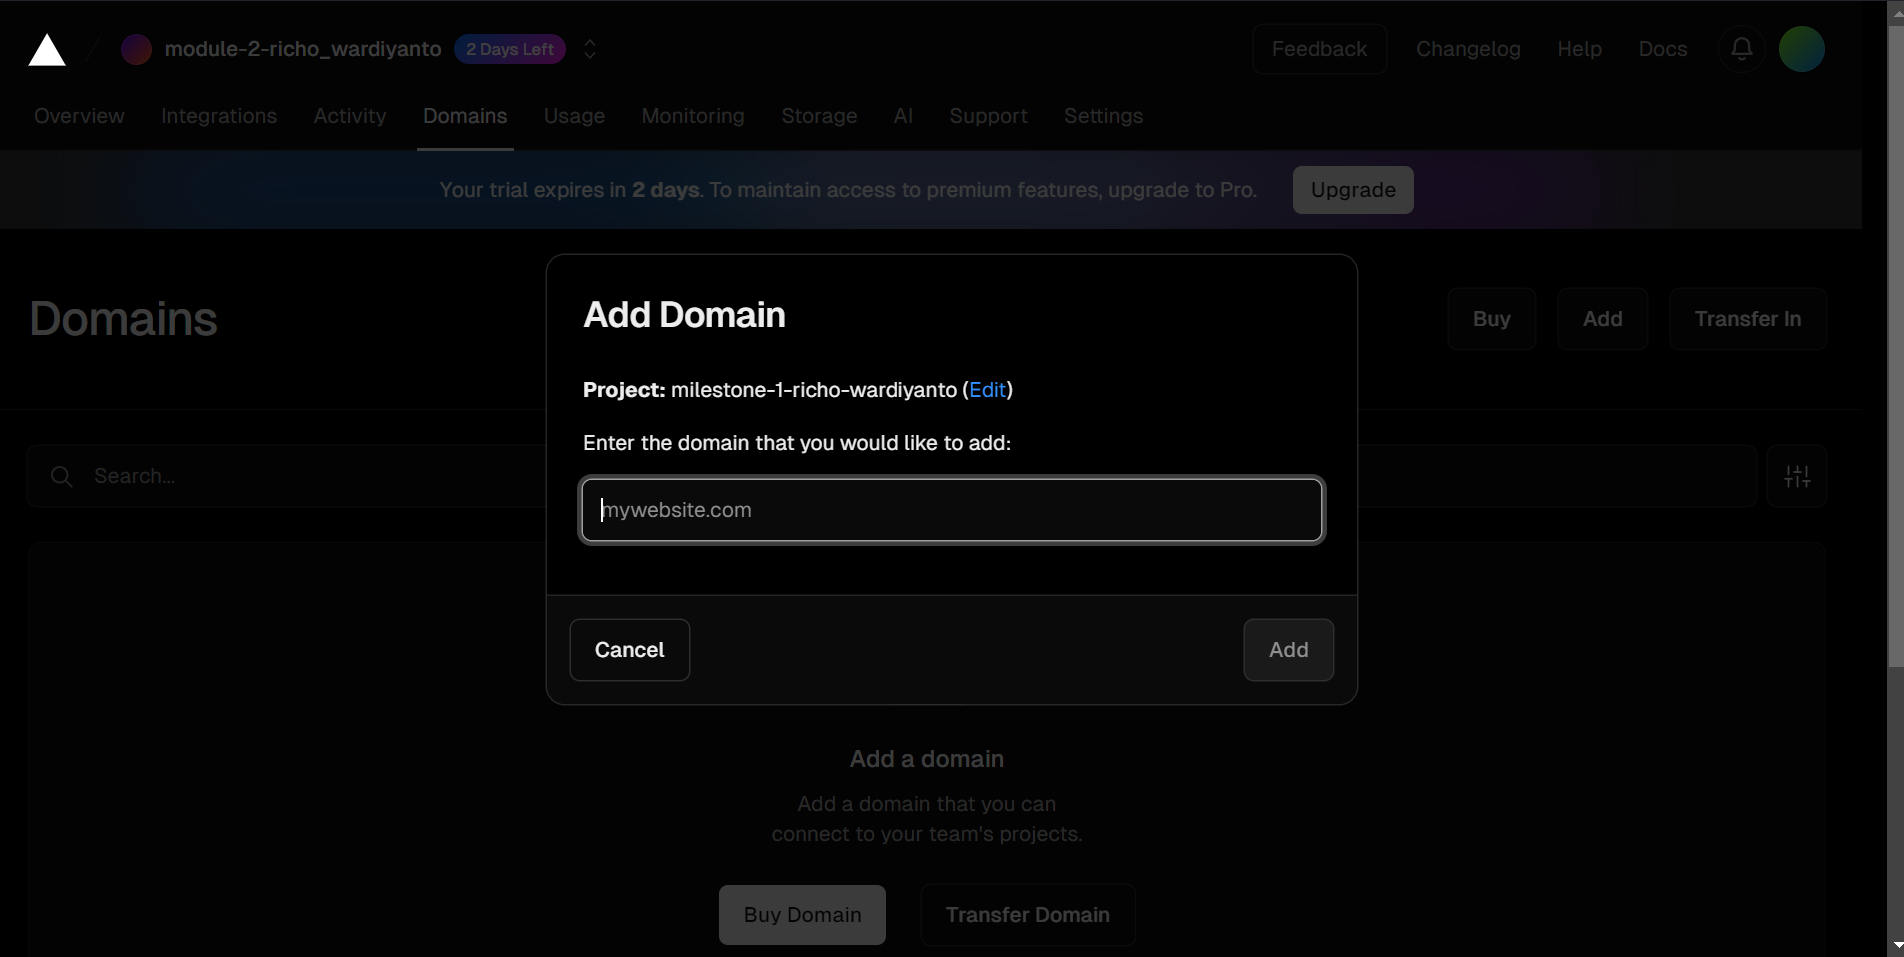 module-2-richo_wardiyanto 2 Days Left Feedback Changelog Help Docs
Overview Integrations Activity Domains Usage Monitoring Storage AI Support Settings
Your trial expires in 2 days. To maintain access to premium features, upgrade to Pro. Upgrade
Domains
Buy Add Transfer In
Search...
Add Domain
Project: milestone-1-richo-wardiyanto (Edit)
Enter the domain that you would like to add:
mywebsite.com
Cancel Add
Add a domain
Add a domain that you can
connect to your team's projects.
Buy Domain Transfer Domain